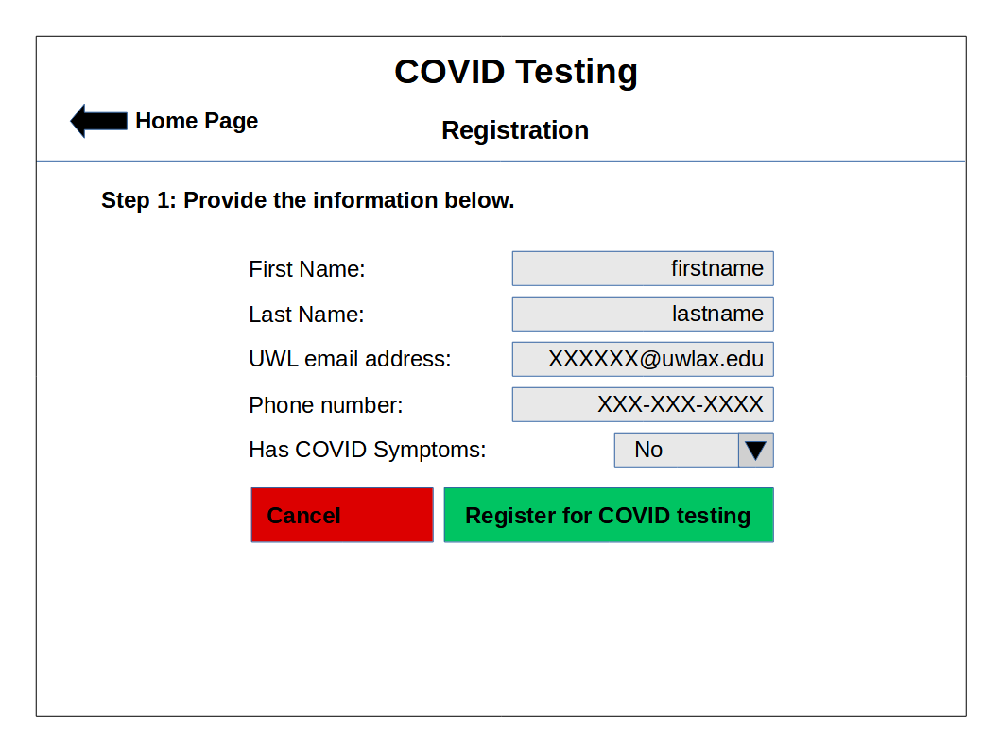 COVID Testing
Home Page
Registration
Step 1: Provide the information below.
First Name: firstname
Last Name: lastname
UWL email address: XXXXXX@uwlax.edu
Phone number: XXX-XXX-XXXX
Has COVID Symptoms: No
Cancel Register for COVID testing